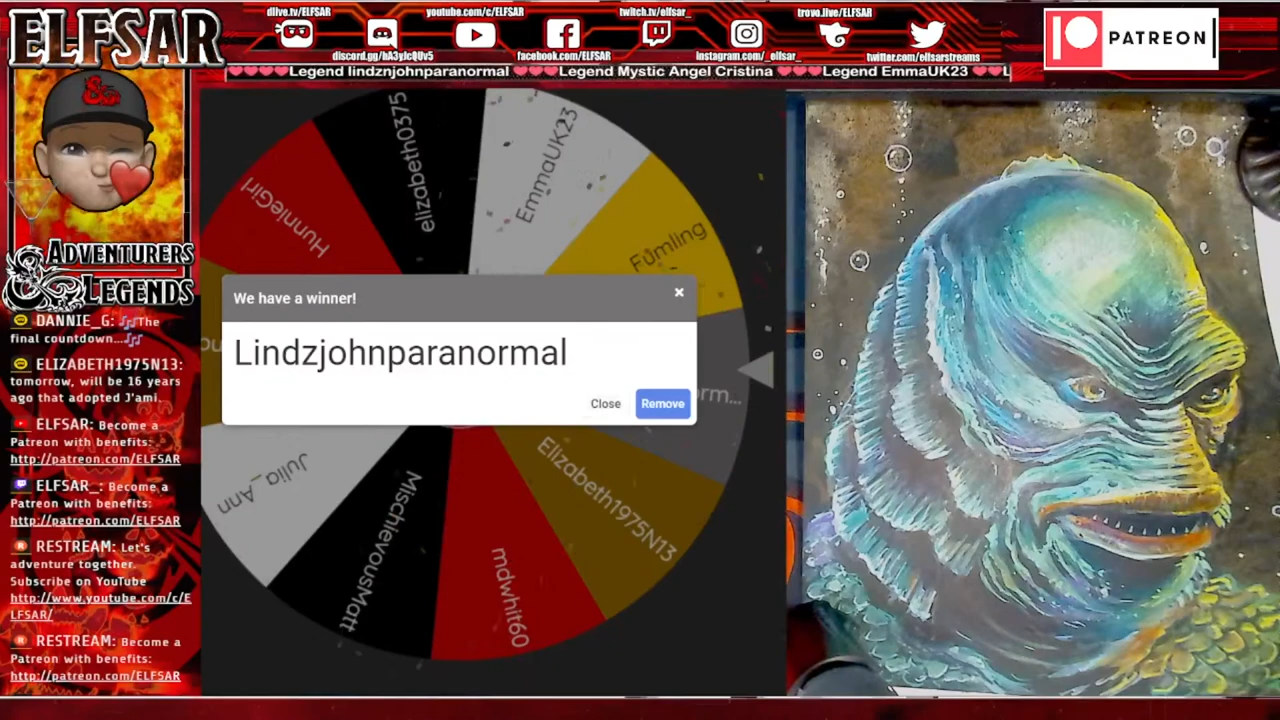 ELFSAR
dlive.tv/ELFSAR
youtube.com/c/ELFSAR
twitch.tv/elfsar_
trovo.live/ELFSAR
discord.gg/hA3yJcQUv5
facebook.com/ELFSAR
instagram.com/_elfsar_
twitter.com/elfsarstreams
PATREON
Legend lindznjohnparanormal ❤❤❤Legend Mystic Angel Cristina ❤❤❤Legend EmmaUK23 ❤❤
ADVENTURERS
& LEGENDS
DANNIE_G: 🎶The
final countdown...🎶
ELIZABETH1975N13:
tomorrow, will be 16 years
ago that adopted J'ami.
ELFSAR: Become a
Patreon with benefits:
http://patreon.com/ELFSAR
ELFSAR_: Become a
Patreon with benefits:
http://patreon.com/ELFSAR
RESTREAM: Let's
adventure together.
Subscribe on YouTube
http://www.youtube.com/c/E
LFSAR/
RESTREAM: Become a
Patreon with benefits:
http://patreon.com/ELFSAR
HunnieGirl
elizabeth0375
EmmaUK23
Fumling
We have a winner!
×
Lindzjohnparanormal
Close
Remove
orm...
Elizabeth1975N13
mdwhit60
MischievousMatt
Julia_Ann